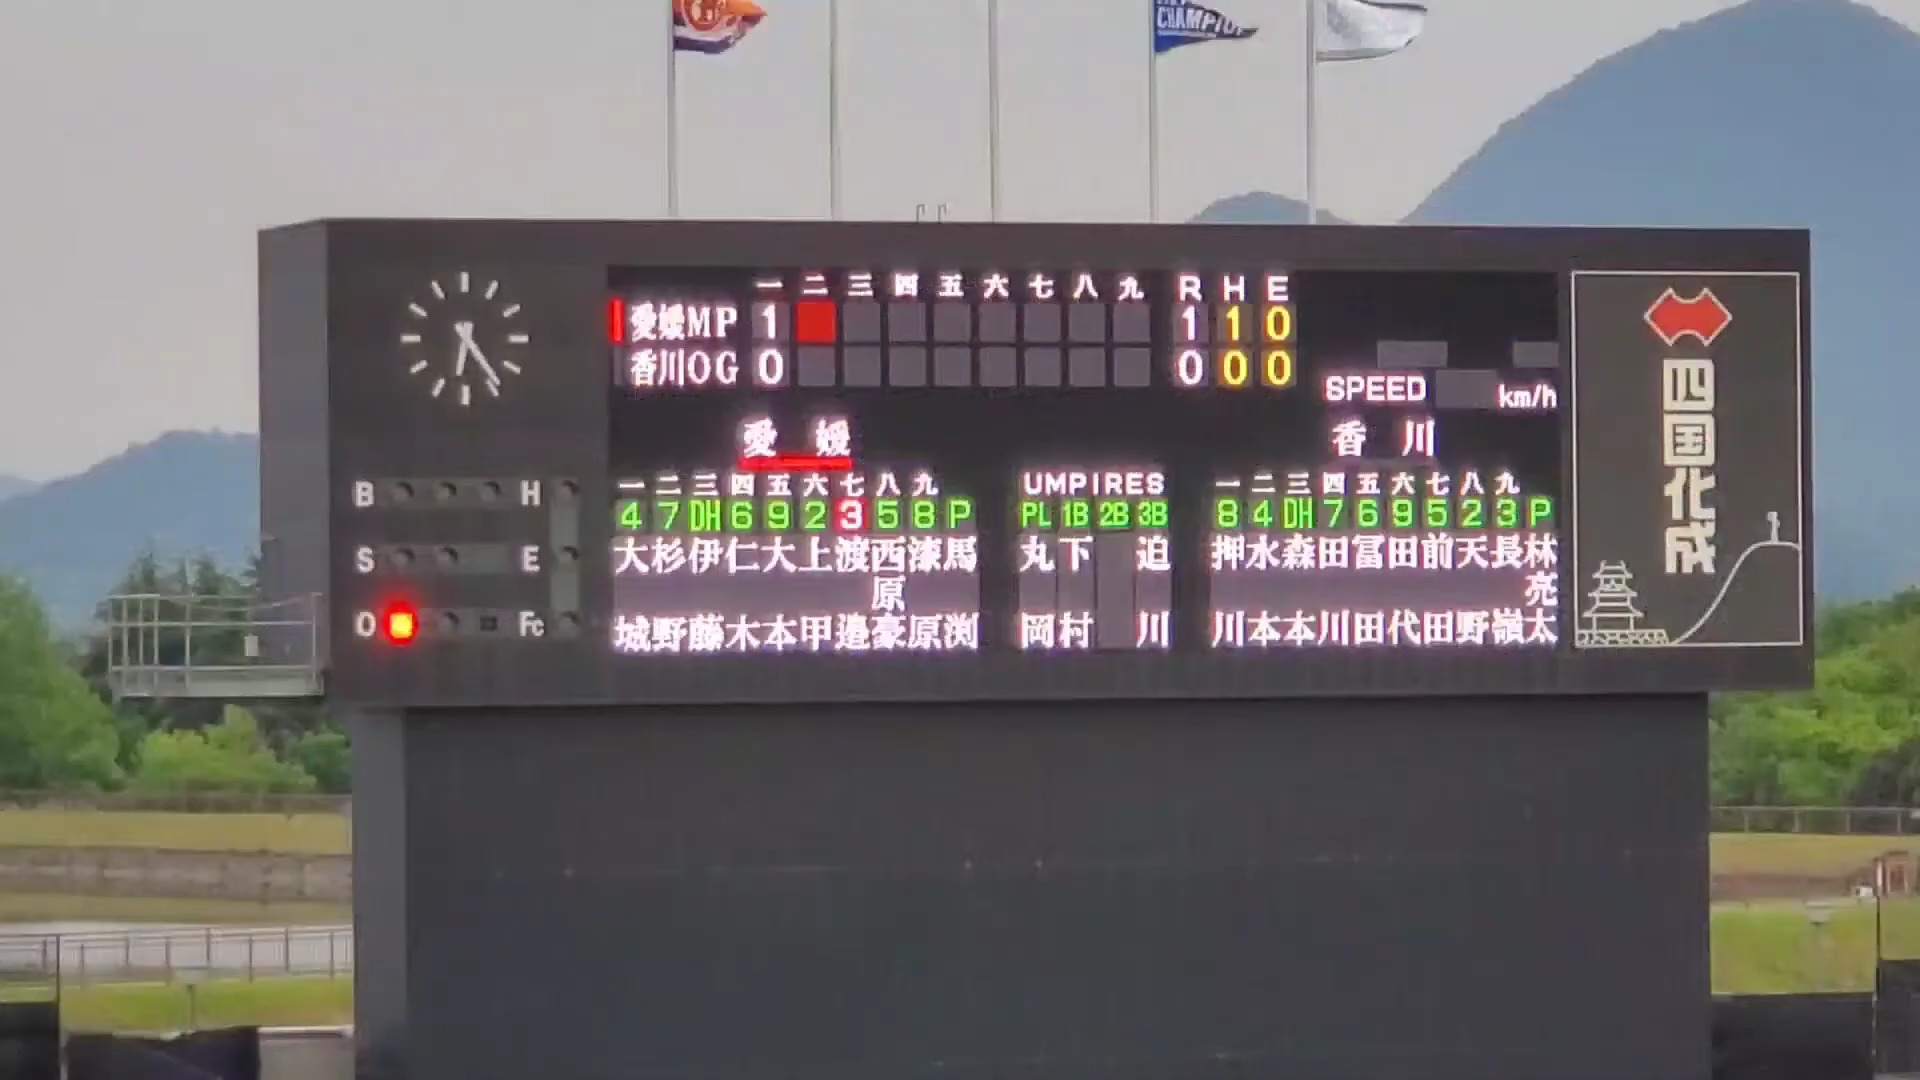 CHAMPION
一 二 三 四 五 六 七 八 九 R H E
愛媛MP 1 1 1 0
香川OG 0 0 0 0
SPEED km/h
愛 媛
香 川
B H
S E
O Fc
一 二 三 四 五 六 七 八 九
4 7 DH 6 9 2 3 5 8 P
大城 杉野 伊藤 仁木 大本 上甲 渡邉 西原豪 漆原 馬渕
UMPIRES
PL 1B 2B 3B
丸岡 下村 迫川
一 二 三 四 五 六 七 八 九
8 4 DH 7 6 9 5 2 3 P
押川 水本 森本 田川 冨田 田代 前田 天野 長嶺 林亮太
四国化成